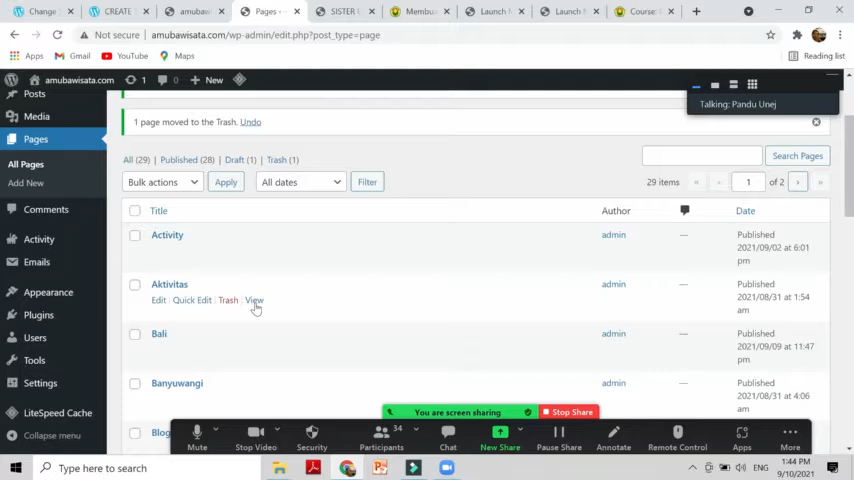 Change
CREATE
amubaw
Pages
SISTER
Membua
Launch
Launch
Course:
Not secure
amubawisata.com/wp-admin/edit.php?post_type=page
Apps
Gmail
YouTube
Maps
Reading list
amubawisata.com
1
0
+ New
Talking: Pandu Unej
Posts
Media
Pages
All Pages
Add New
Comments
Activity
Emails
Appearance
Plugins
Users
Tools
Settings
LiteSpeed Cache
Collapse menu
1 page moved to the Trash. Undo
All (29) | Published (28) | Draft (1) | Trash (1)
Search Pages
Bulk actions
Apply
All dates
Filter
29 items « ‹ 1 of 2 › »
Title
Author
Date
Activity
admin
—
Published
2021/09/02 at 6:01
pm
Aktivitas
admin
—
Published
2021/08/31 at 1:54
am
Edit | Quick Edit | Trash | View
Bali
admin
—
Published
2021/09/09 at 11:47
pm
Banyuwangi
admin
—
Published
2021/08/31 at 4:06
am
Blog
You are screen sharing
Stop Share
34
Mute
Stop Video
Security
Participants
Chat
New Share
Pause Share
Annotate
Remote Control
Apps
More
Type here to search
ENG
1:44 PM
9/10/2021